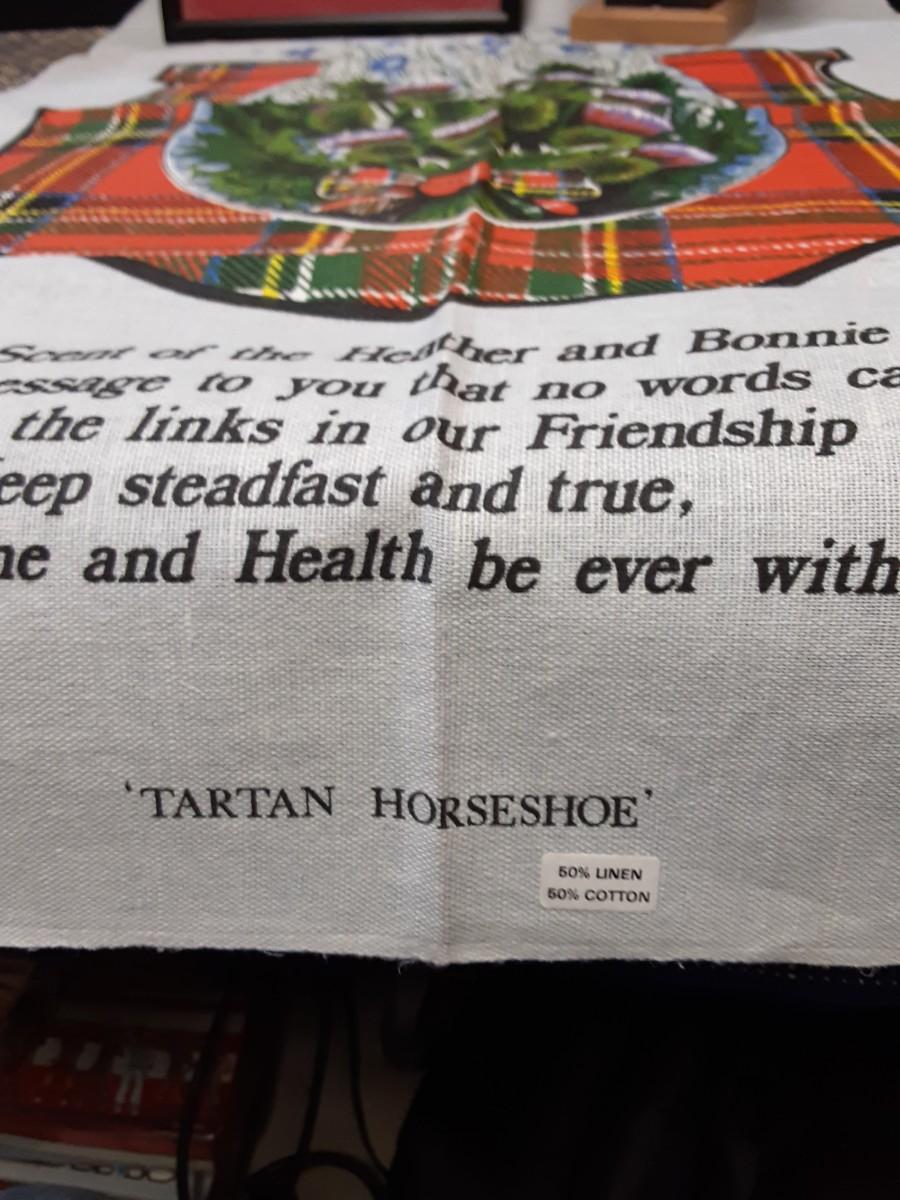 Scent of the Heather and Bonnie
essage to you that no words ca
the links in our Friendship
eep steadfast and true,
ne and Health be ever with
'TARTAN HORSESHOE'
50% LINEN
50% COTTON